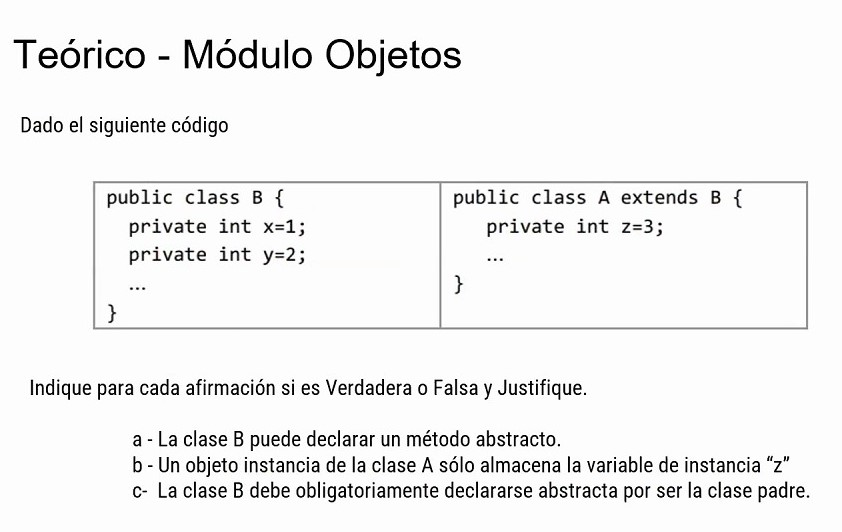 Teórico - Módulo Objetos
Dado el siguiente código
public class B {
private int x=1;
private int y=2;
...
}
public class A extends B {
private int z=3;
...
}
Indique para cada afirmación si es Verdadera o Falsa y Justifique.
a - La clase B puede declarar un método abstracto.
b - Un objeto instancia de la clase A sólo almacena la variable de instancia “z”
c- La clase B debe obligatoriamente declararse abstracta por ser la clase padre.